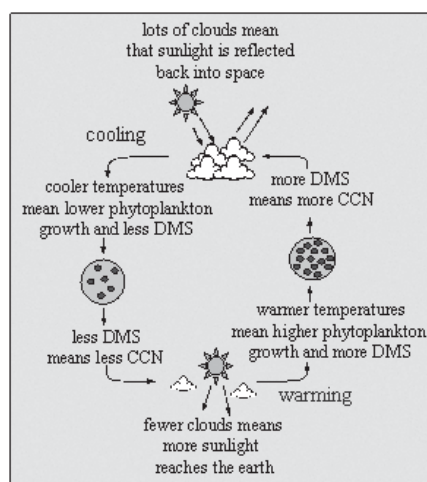 lots of clouds mean
that sunlight is reflected
back into space
cooling
cooler temperatures
mean lower phytoplankton
growth and less DMS
less DMS
means less CCN
fewer clouds means
more sunlight
reaches the earth
warming
warmer temperatures
mean higher phytoplankton
growth and more DMS
more DMS
means more CCN